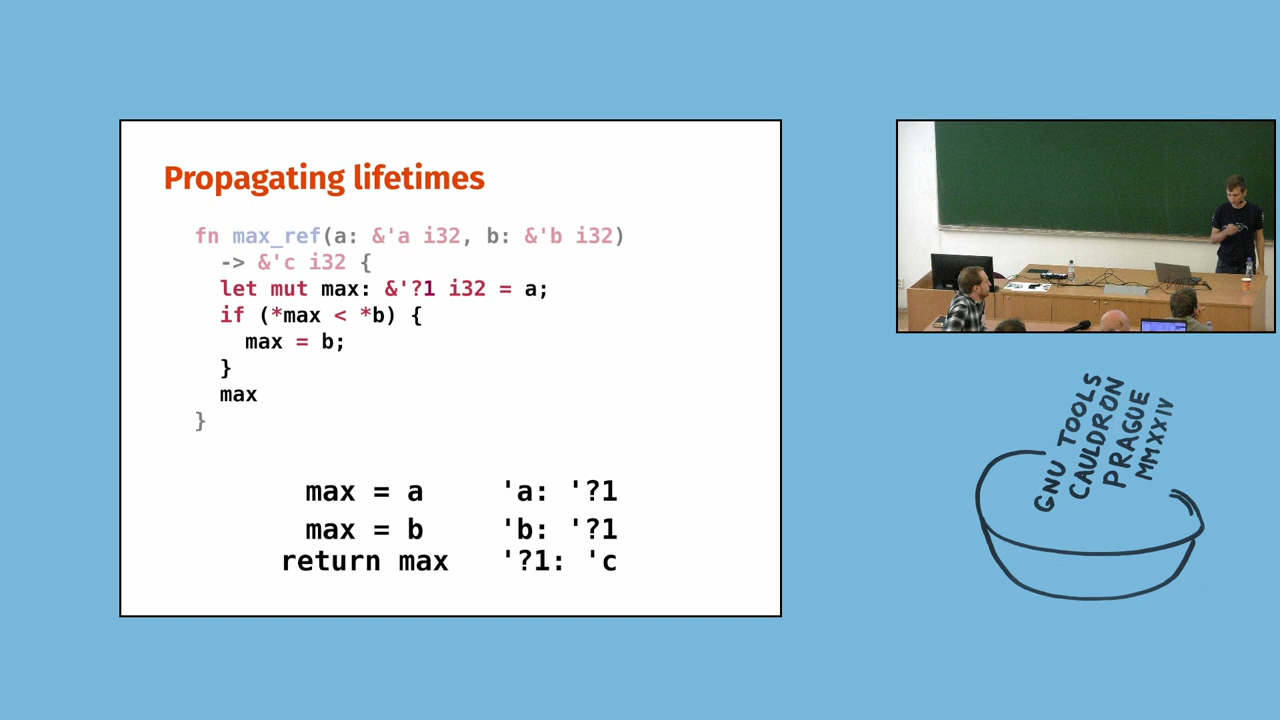 Propagating lifetimes
fn max_ref(a: &'a i32, b: &'b i32)
-> &'c i32 {
let mut max: &'?1 i32 = a;
if (*max < *b) {
max = b;
}
max
}
max = a 'a: '?1
max = b 'b: '?1
return max '?1: 'c
GNU TOOLS
CAULDRON
PRAGUE
MMXXIV